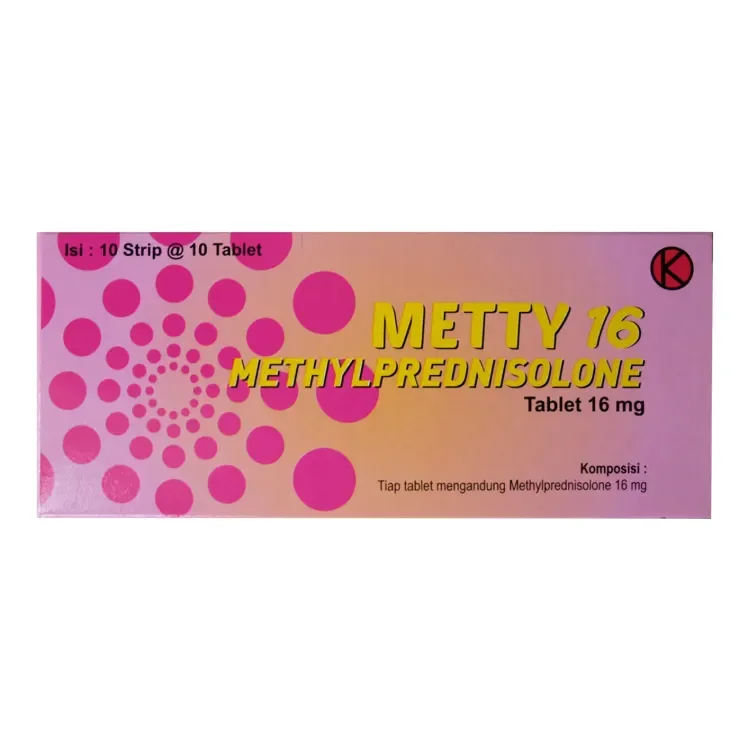 Isi : 10 Strip @ 10 Tablet
K
METTY 16
METHYLPREDNISOLONE
Tablet 16 mg
Komposisi :
Tiap tablet mengandung Methylprednisolone 16 mg